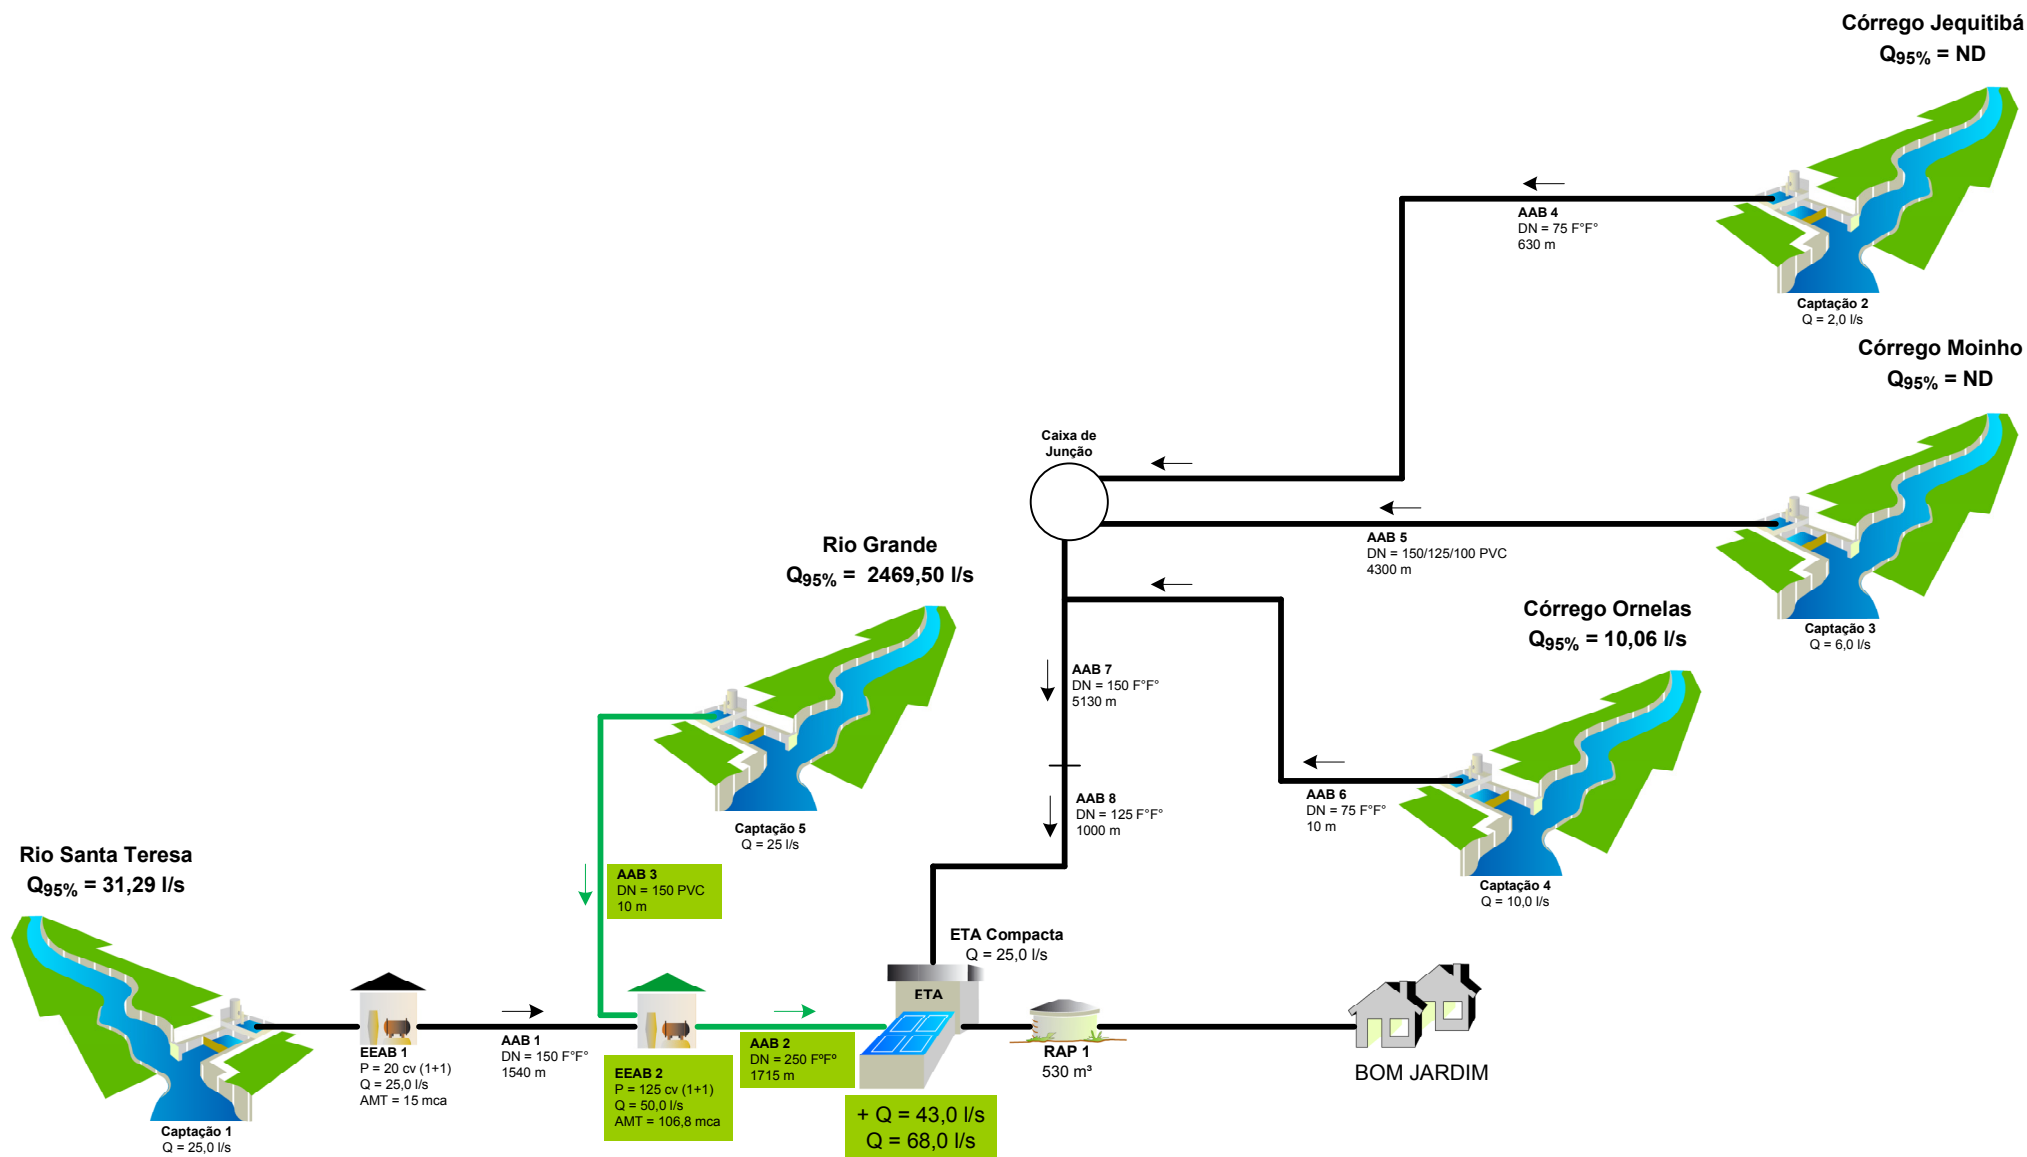 Córrego Jequitibá
Q95% = ND
AAB 4
DN = 75 F°F°
630 m
Captação 2
Q = 2,0 l/s
Córrego Moinho
Q95% = ND
Caixa de
Junção
AAB 5
DN = 150/125/100 PVC
4300 m
Captação 3
Q = 6,0 l/s
Rio Grande
Q95% = 2469,50 l/s
Córrego Ornelas
Q95% = 10,06 l/s
AAB 7
DN = 150 F°F°
5130 m
AAB 8
DN = 125 F°F°
1000 m
AAB 6
DN = 75 F°F°
10 m
Captação 4
Q = 10,0 l/s
Captação 5
Q = 25 l/s
Rio Santa Teresa
Q95% = 31,29 l/s
AAB 3
DN = 150 PVC
10 m
ETA Compacta
Q = 25,0 l/s
ETA
EEAB 1
P = 20 cv (1+1)
Q = 25,0 l/s
AMT = 15 mca
AAB 1
DN = 150 F°F°
1540 m
EEAB 2
P = 125 cv (1+1)
Q = 50,0 l/s
AMT = 106,8 mca
AAB 2
DN = 250 FºFº
1715 m
RAP 1
530 m³
BOM JARDIM
+ Q = 43,0 l/s
Q = 68,0 l/s
Captação 1
Q = 25,0 l/s